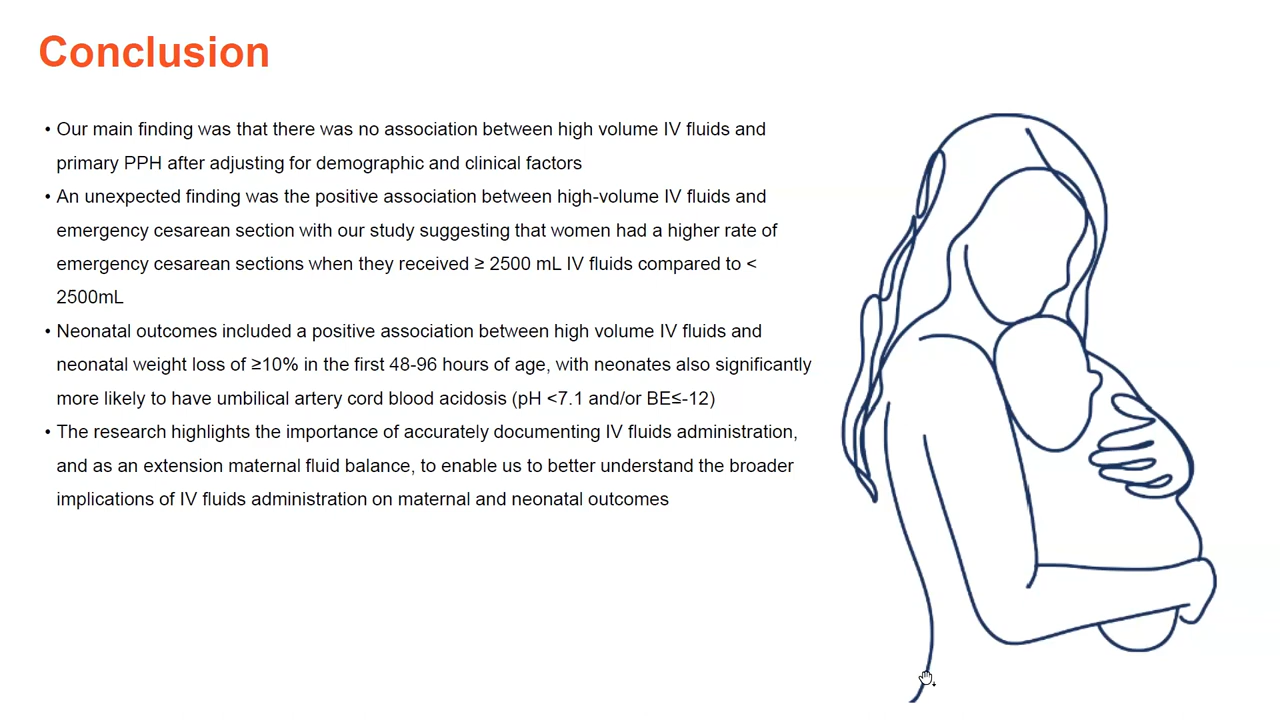 Conclusion
• Our main finding was that there was no association between high volume IV fluids and
primary PPH after adjusting for demographic and clinical factors
• An unexpected finding was the positive association between high-volume IV fluids and
emergency cesarean section with our study suggesting that women had a higher rate of
emergency cesarean sections when they received ≥ 2500 mL IV fluids compared to <
2500mL
• Neonatal outcomes included a positive association between high volume IV fluids and
neonatal weight loss of ≥10% in the first 48-96 hours of age, with neonates also significantly
more likely to have umbilical artery cord blood acidosis (pH <7.1 and/or BE≤-12)
• The research highlights the importance of accurately documenting IV fluids administration,
and as an extension maternal fluid balance, to enable us to better understand the broader
implications of IV fluids administration on maternal and neonatal outcomes